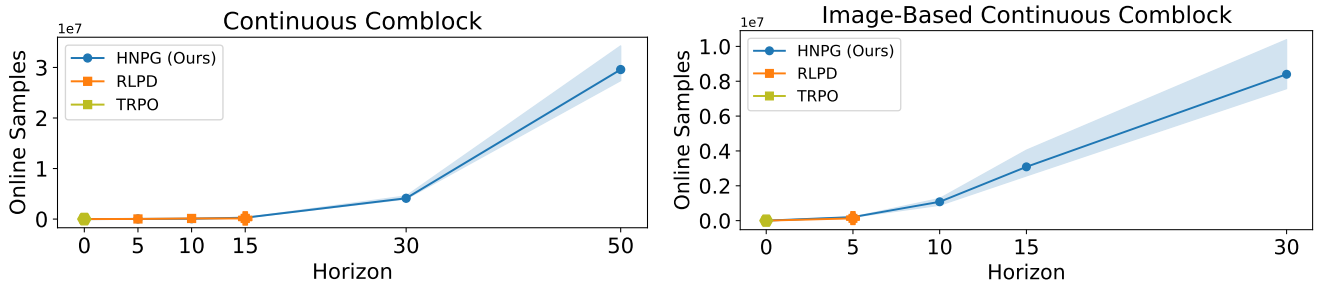 Continuous Comblock
1e7
HNPG (Ours)
RLPD
TRPO
Online Samples
3
2
1
0
0 5 10 15 30 50
Horizon
Image-Based Continuous Comblock
1e7
HNPG (Ours)
RLPD
TRPO
Online Samples
1.0
0.8
0.6
0.4
0.2
0.0
0 5 10 15 30
Horizon